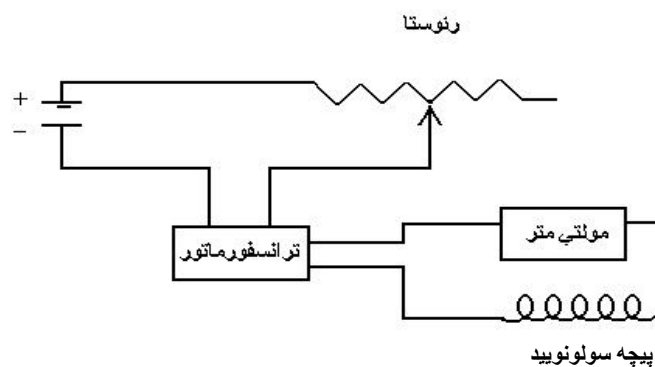 رئوستا
+
–
ترانسفورماتور
مولتي متر
پيچه سولونوييد